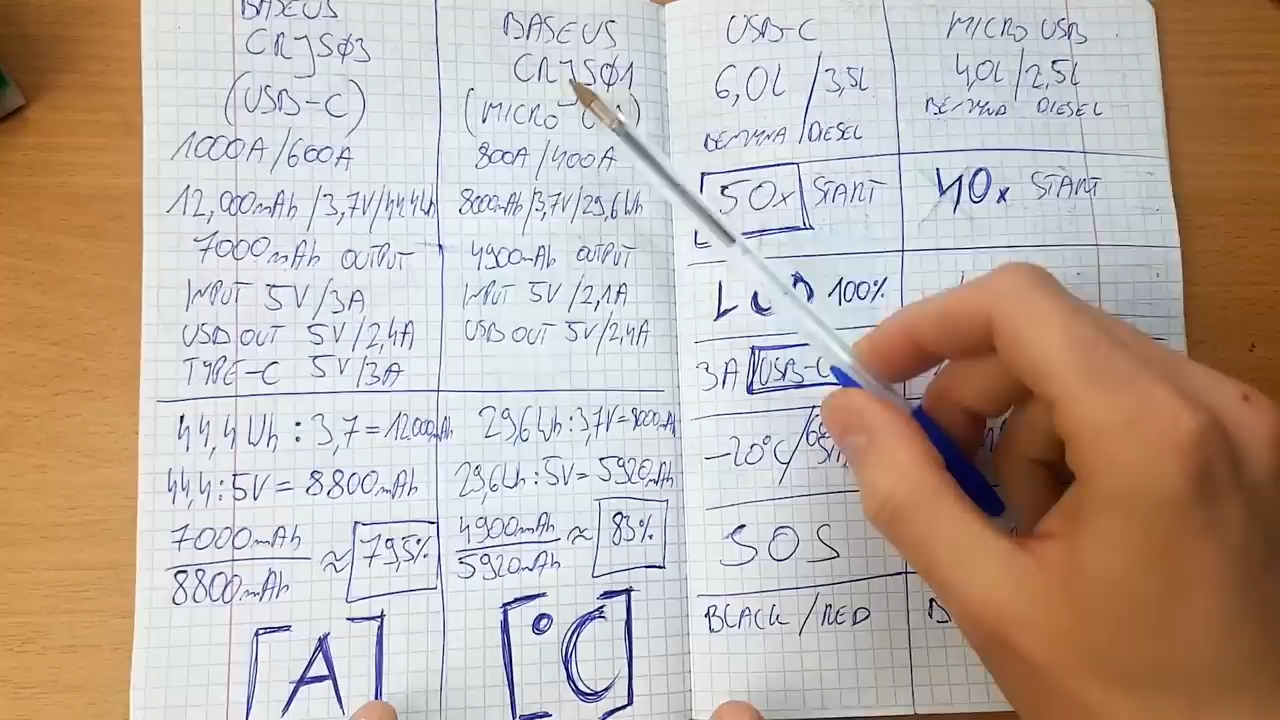 BASEUS
CRJS03
(USB-C)
1000A/600A
12,000mAh/3,7V/44,4Wh
7000mAh OUTPUT
INPUT 5V/3A
USB OUT 5V/2,4A
TYPE-C 5V/3A
44,4Wh : 3,7 = 12000mAh
44,4 : 5V = 8800mAh
7000mAh
8800mAh
≈ 79,5%
[A]
BASEUS
CRJS01
(MICRO
800A/400A
8000mAh/3,7V/29,6Wh
4900mAh OUTPUT
INPUT 5V/2,1A
USB OUT 5V/2,4A
29,6Wh : 3,7V = 8000mAh
29,6Wh : 5V = 5920mAh
4900mAh
5920mAh
≈ 83%
[°C]
USB-C
6,0L/3,5L
BENZYNA/DIESEL
50x START
LCD 100%
3A USB-C
-20°C/
SOS
BLACK/RED
MICRO USB
4,0L/2,5L
BENZYNA DIESEL
40x START